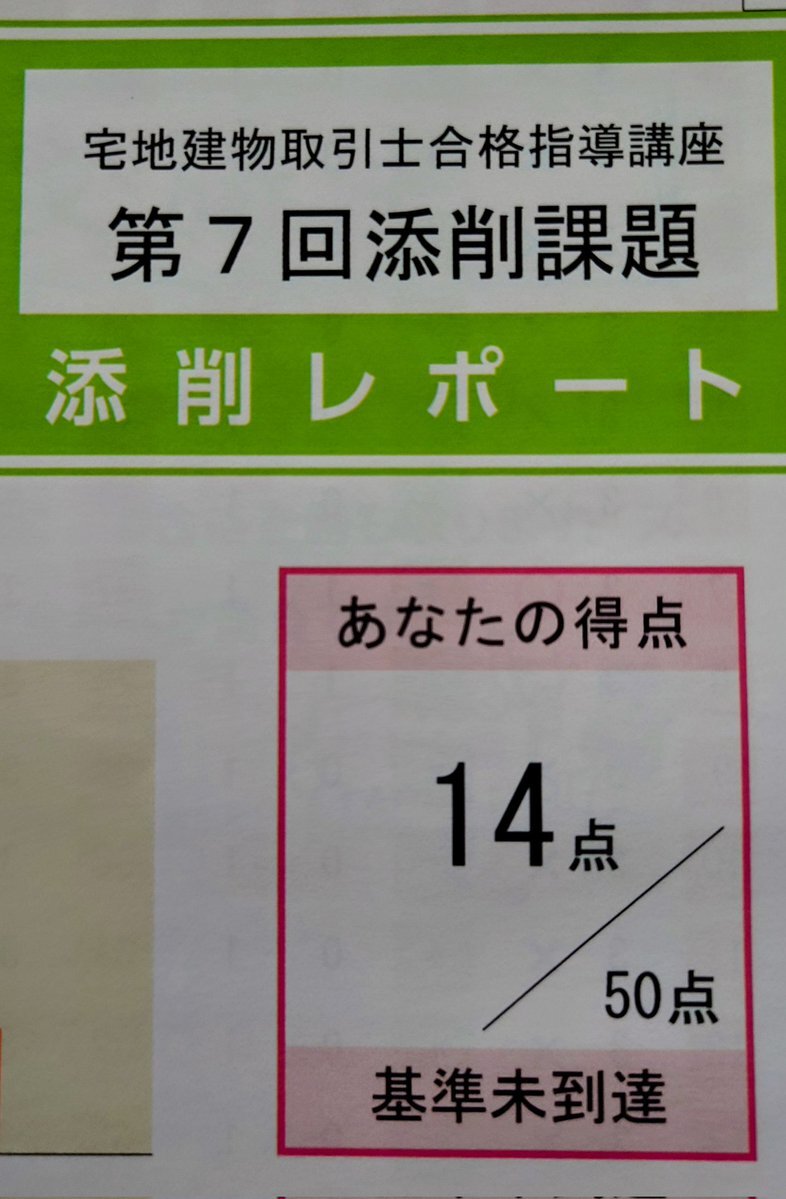 宅地建物取引士合格指導講座
第７回添削課題
添削レポート
あなたの得点
14点
50点
基準未到達